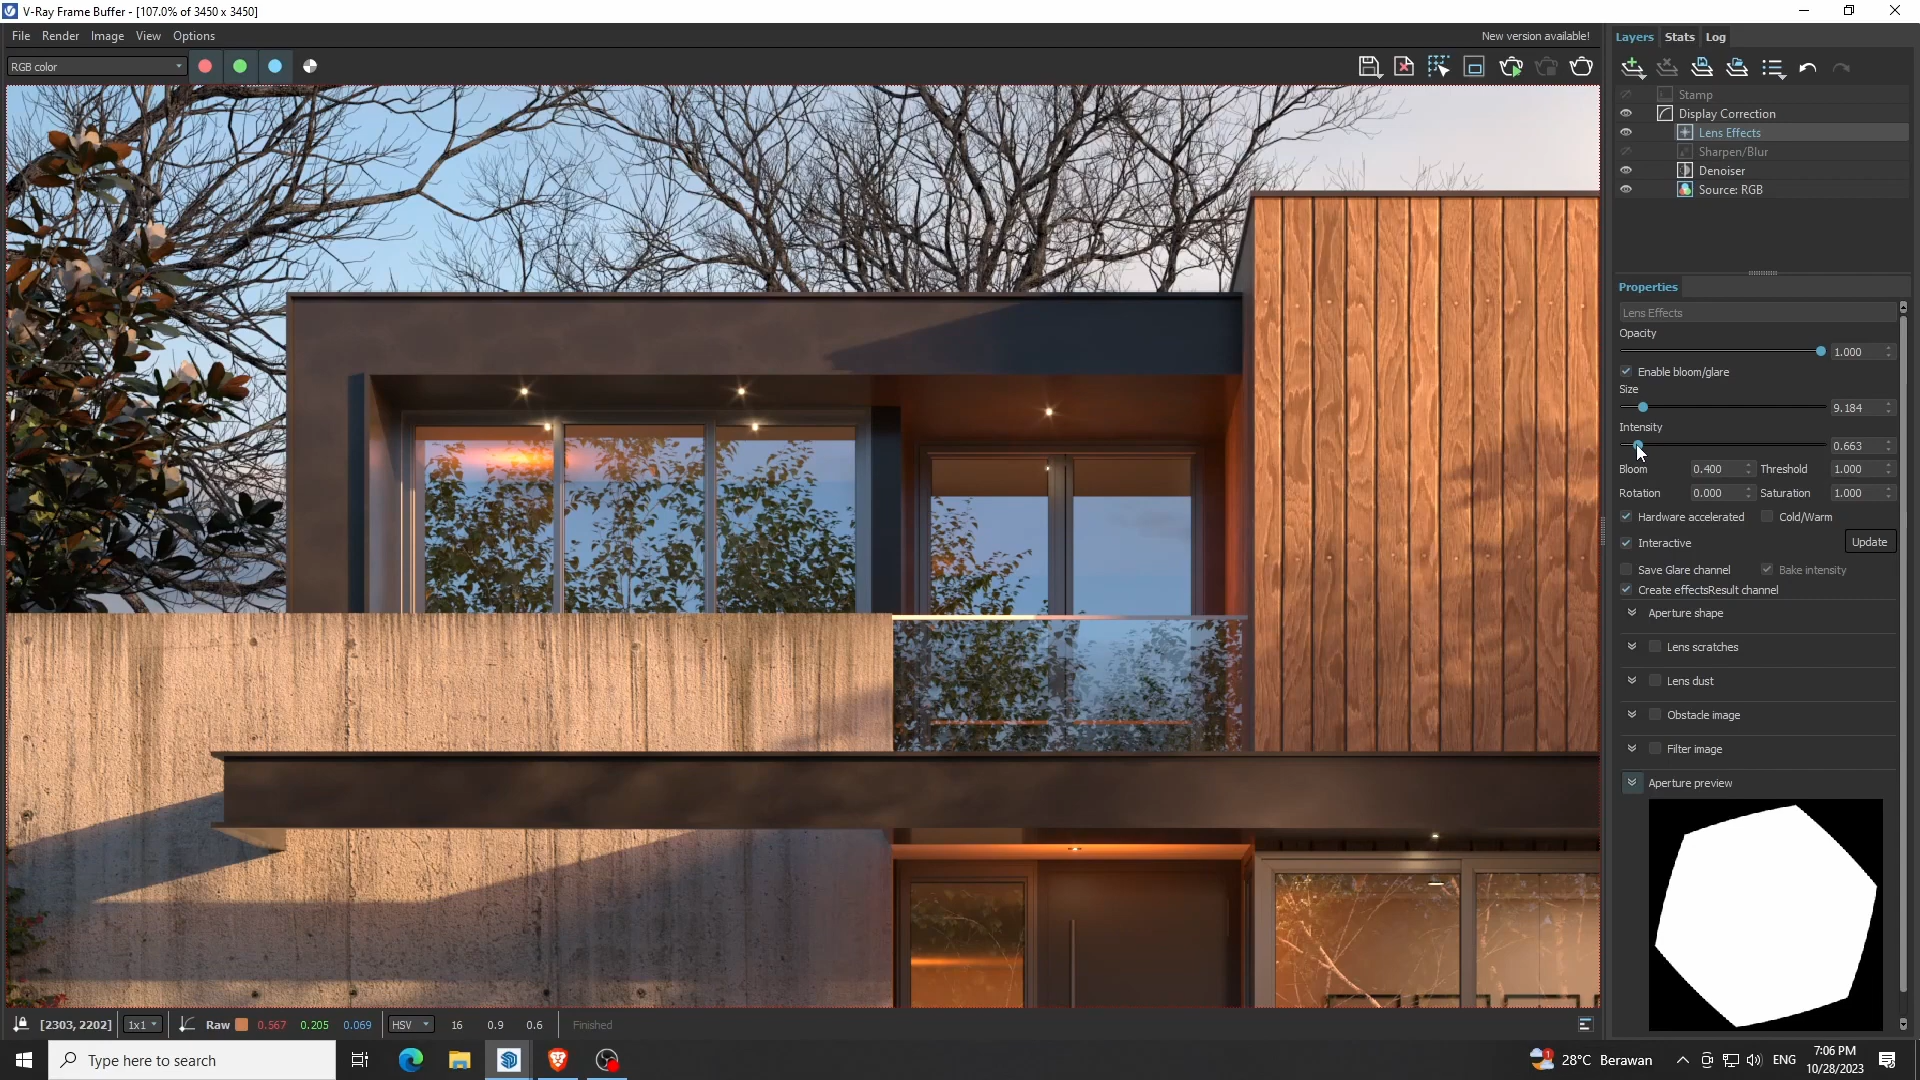 V-Ray Frame Buffer - [107.0% of 3450 x 3450]
File Render Image View Options
New version available!
RGB color
Layers Stats Log
Stamp
Display Correction
Lens Effects
Sharpen/Blur
Denoiser
Source: RGB
Properties
Lens Effects
Opacity
1.000
Enable bloom/glare
Size
9.184
Intensity
0.663
Bloom 0.400 Threshold 1.000
Rotation 0.000 Saturation 1.000
Hardware accelerated Cold/Warm
Interactive Update
Save Glare channel Bake intensity
Create effectsResult channel
Aperture shape
Lens scratches
Lens dust
Obstacle image
Filter image
Aperture preview
[2303, 2202] 1x1 Raw 0.567 0.205 0.069 HSV 16 0.9 0.6 Finished
Type here to search
1
28°C Berawan
ENG
7:06 PM
10/28/2023